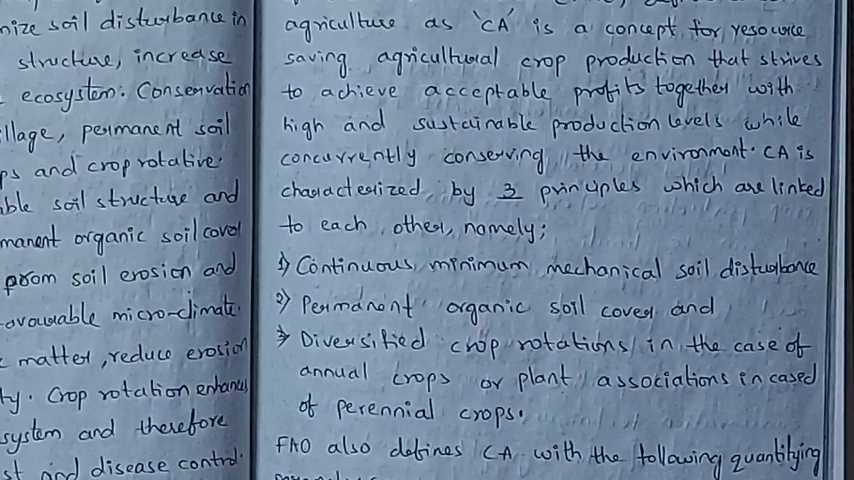 nize soil disturbance in
structure, increase
ecosystem. Conservation
illage, permanent soil
ps and crop rotative.
ble soil structure and
manent organic soil cover
from soil erosion and
avourable micro-climate.
matter, reduce erosion
ty. Crop rotation enhances
system and therefore
st and disease control.
agriculture as 'CA' is a concept for resource
saving agricultural crop production that strives
to achieve acceptable profits together with
high and sustainable production levels while
concurrently conserving the environment. CA is
characterized by 3 principles which are linked
to each other, namely;
1) Continuous minimum mechanical soil disturbance
2) Permanent organic soil cover and
3) Diversified crop rotations in the case of
annual crops or plant associations in cased
of perennial crops.
FAO also defines CA with the following quantifying